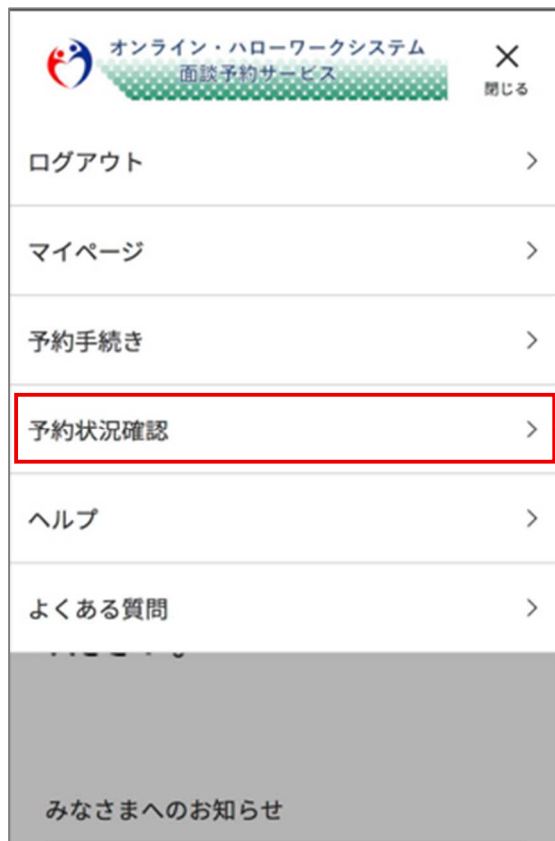 オンライン・ハローワークシステム
面談予約サービス
閉じる
ログアウト
マイページ
予約手続き
予約状況確認
ヘルプ
よくある質問
みなさまへのお知らせ